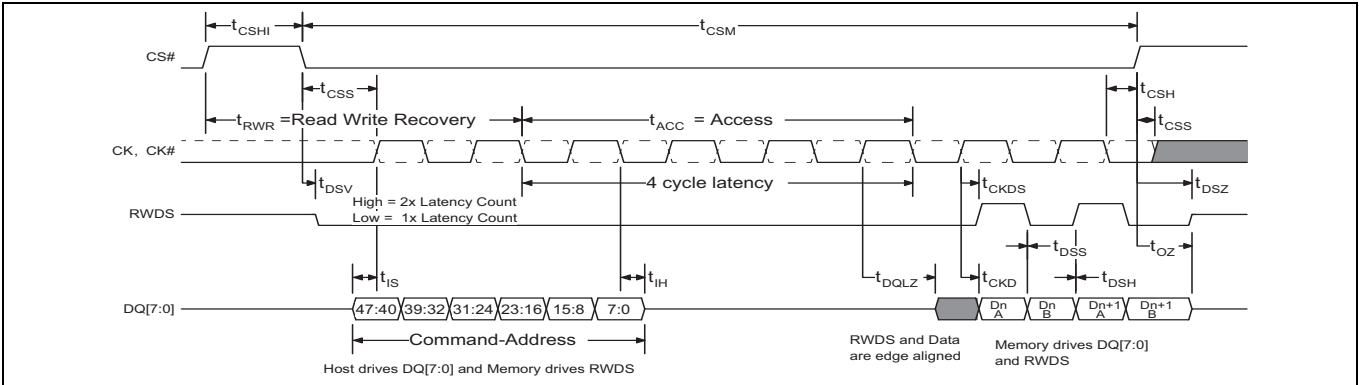 tCSHI
tCSM
CS#
tCSS
tCSH
tRWR =Read Write Recovery
tACC = Access
tCSS
CK, CK#
tDSV
4 cycle latency
tCKDS
tDSZ
High = 2x Latency Count
Low = 1x Latency Count
RWDS
tIS
tIH
tDQLZ
tCKD
tDSS
tDSH
tOZ
DQ[7:0]
47:40 39:32 31:24 23:16 15:8 7:0
Dn A
Dn B
Dn+1 A
Dn+1 B
Command-Address
RWDS and Data
are edge aligned
Memory drives DQ[7:0]
and RWDS
Host drives DQ[7:0] and Memory drives RWDS